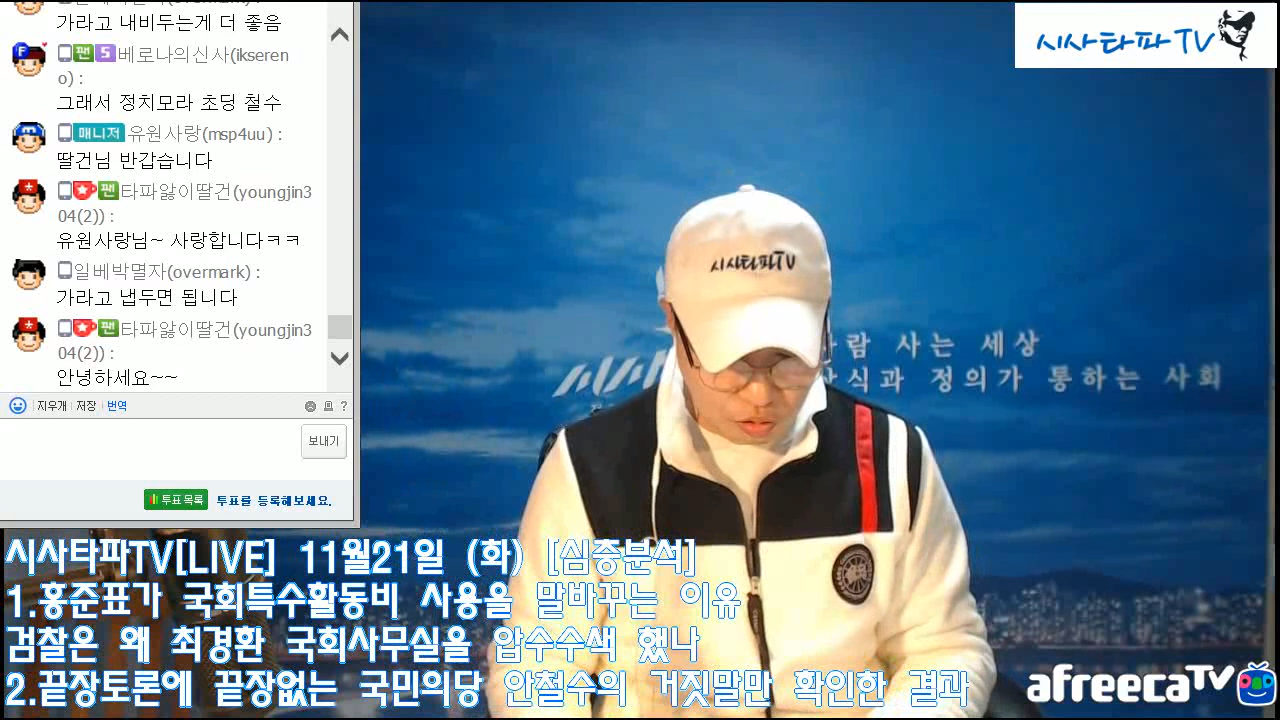 가라고 내비두는게 더 좋음
팬 5 베로나의신사(ikseren
o) :
그래서 정치모라 초덩 철수
매니저 유원사랑(msp4uu) :
딸건님 반갑습니다
팬 타파앓이딸건(youngjin3
04(2)) :
유원사랑님~ 사랑합니다ㅋㅋ
일베박멸자(overmark) :
가라고 냅두면 됩니다
팬 타파앓이딸건(youngjin3
04(2)) :
안녕하세요~~
지우개 저장 번역 ?
보내기
투표목록 투표를 등록해보세요.
시사타파TV
시사타파TV
사람 사는 세상
상식과 정의가 통하는 사회
시사타파TV[LIVE] 11월21일 (화) [심층분석]
1.홍준표가 국회특수활동비 사용을 말바꾸는 이유
검찰은 왜 최경환 국회사무실을 압수수색 했나
2.끝장토론에 끝장없는 국민의당 안철수의 거짓말만 확인한 결과
afreecaTV